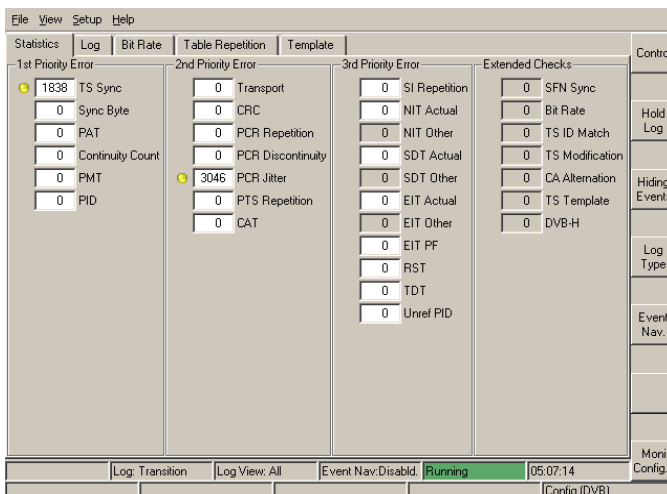 File View Setup Help
Statistics Log Bit Rate Table Repetition Template
1st Priority Error
1838 TS Sync
0 Sync Byte
0 PAT
0 Continuity Count
0 PMT
0 PID
2nd Priority Error
0 Transport
0 CRC
0 PCR Repetition
0 PCR Discontinuity
3046 PCR Jitter
0 PTS Repetition
0 CAT
3rd Priority Error
0 SI Repetition
0 NIT Actual
0 NIT Other
0 SDT Actual
0 SDT Other
0 EIT Actual
0 EIT Other
0 EIT PF
0 RST
0 TDT
0 Unref PID
Extended Checks
0 SFN Sync
0 Bit Rate
0 TS ID Match
0 TS Modification
0 CA Alternation
0 TS Template
0 DVB-H
Contro
Hold
Log
Hiding
Event
Log
Type
Event
Nav.
Moni
Config.
Log: Transition Log View: All Event Nav:Disabld. Running 05:07:14
Config (DVB)